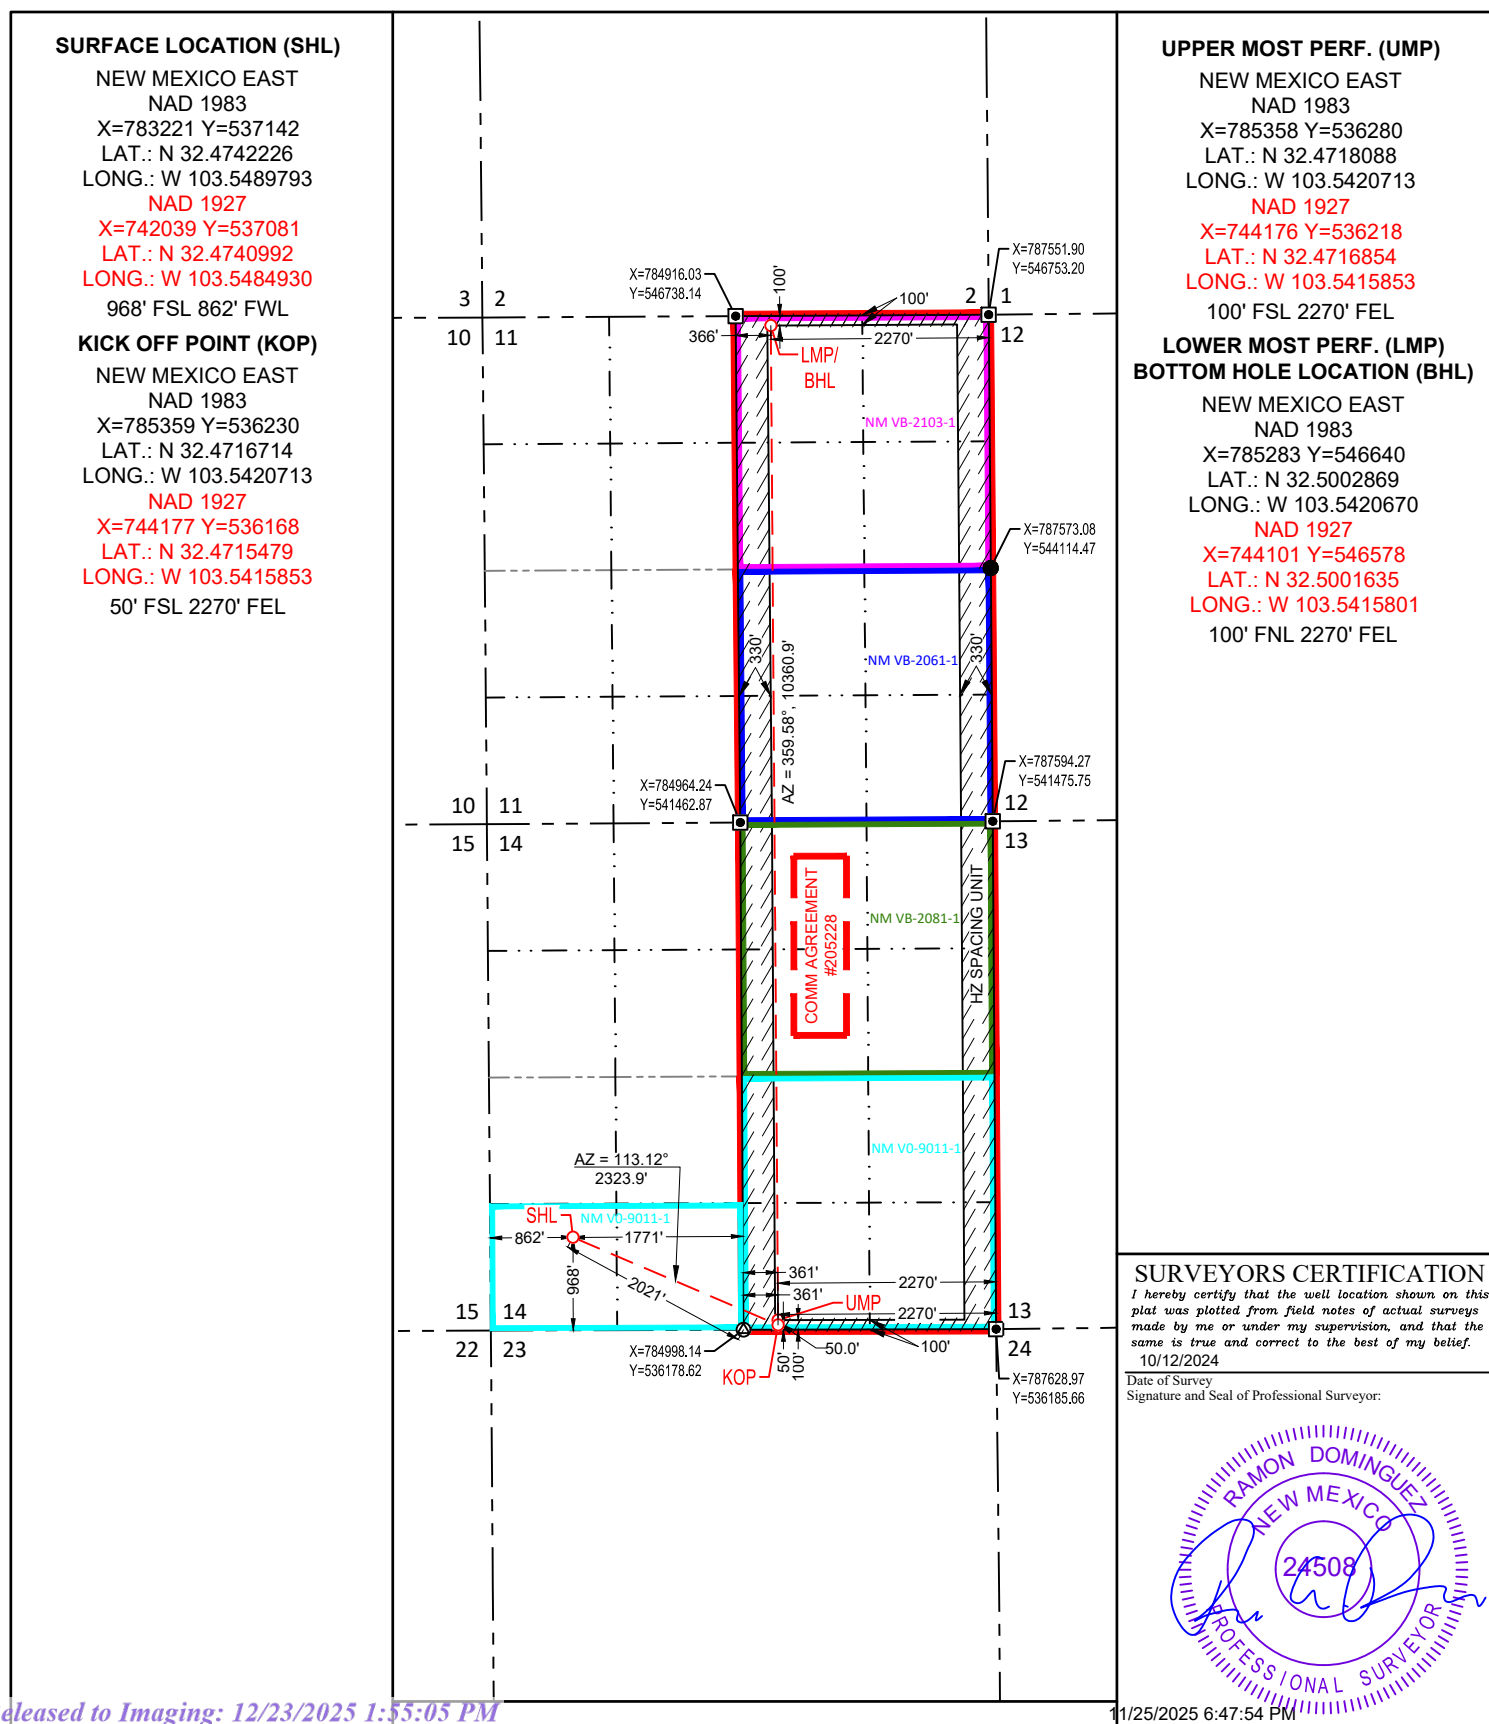 SURFACE LOCATION (SHL)
NEW MEXICO EAST
NAD 1983
X=783221 Y=537142
LAT.: N 32.4742226
LONG.: W 103.5489793
NAD 1927
X=742039 Y=537081
LAT.: N 32.4740992
LONG.: W 103.5484930
968' FSL 862' FWL
KICK OFF POINT (KOP)
NEW MEXICO EAST
NAD 1983
X=785359 Y=536230
LAT.: N 32.4716714
LONG.: W 103.5420713
NAD 1927
X=744177 Y=536168
LAT.: N 32.4715479
LONG.: W 103.5415853
50' FSL 2270' FEL
X=784916.03
Y=546738.14
100'
X=787551.90
Y=546753.20
3 2
10 11
2 1
12
100'
366'
2270'
LMP/
BHL
NM VB-2103-1
X=787573.08
Y=544114.47
330'
AZ = 359.58°, 10360.9'
NM VB-2061-1
330'
X=784964.24
Y=541462.87
X=787594.27
Y=541475.75
10 11
15 14
12
13
COMM AGREEMENT
#205228
NM VB-2081-1
HZ SPACING UNIT
NM V0-9011-1
AZ = 113.12°
2323.9'
SHL
NM V0-9011-1
862'
1771'
968'
2021'
361'
2270'
361'
UMP
2270'
15 14
22 23
13
24
X=784998.14
Y=536178.62
KOP
50'
100'
50.0'
100'
X=787628.97
Y=536185.66
UPPER MOST PERF. (UMP)
NEW MEXICO EAST
NAD 1983
X=785358 Y=536280
LAT.: N 32.4718088
LONG.: W 103.5420713
NAD 1927
X=744176 Y=536218
LAT.: N 32.4716854
LONG.: W 103.5415853
100' FSL 2270' FEL
LOWER MOST PERF. (LMP)
BOTTOM HOLE LOCATION (BHL)
NEW MEXICO EAST
NAD 1983
X=785283 Y=546640
LAT.: N 32.5002869
LONG.: W 103.5420670
NAD 1927
X=744101 Y=546578
LAT.: N 32.5001635
LONG.: W 103.5415801
100' FNL 2270' FEL
SURVEYORS CERTIFICATION
I hereby certify that the well location shown on this
plat was plotted from field notes of actual surveys
made by me or under my supervision, and that the
same is true and correct to the best of my belief.
10/12/2024
Date of Survey
Signature and Seal of Professional Surveyor:
RAMON DOMINGUEZ
NEW MEXICO
24508
PROFESSIONAL SURVEYOR
eleased to Imaging: 12/23/2025 1:55:05 PM
11/25/2025 6:47:54 PM